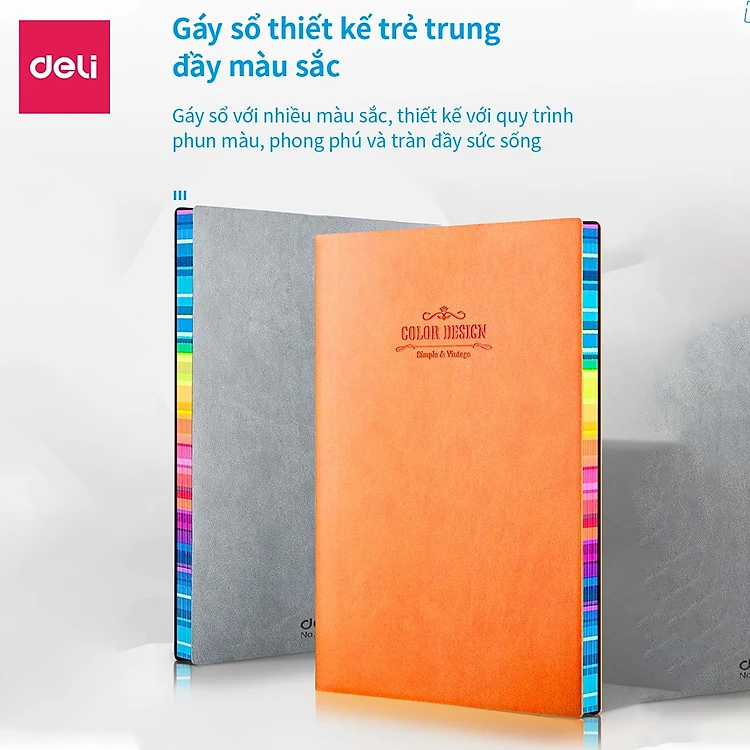 deli
Gáy sổ thiết kế trẻ trung
đầy màu sắc
Gáy sổ với nhiều màu sắc, thiết kế với quy trình
phun màu, phong phú và tràn đầy sức sống
COLOR DESIGN
Simple & Vintage
No.